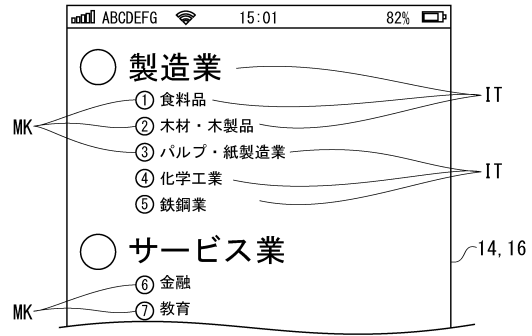 ABCDEFG 15:01 82%
製造業
IT
① 食料品
MK
② 木材・木製品
③ パルプ・紙製造業
IT
④ 化学工業
⑤ 鉄鋼業
サービス業
14, 16
⑥ 金融
MK
⑦ 教育